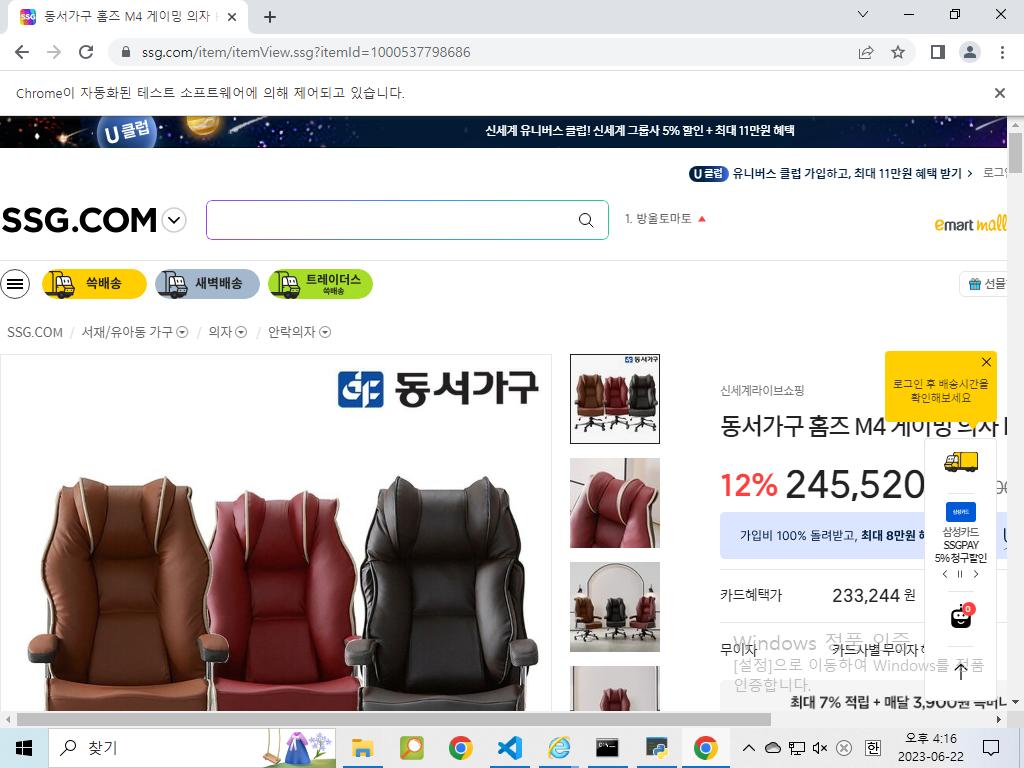 동서가구 홈즈 M4 게이밍 의자
ssg.com/item/itemView.ssg?itemId=1000537798686
Chrome이 자동화된 테스트 소프트웨어에 의해 제어되고 있습니다.
U 클럽
신세계 유니버스 클럽! 신세계 그룹사 5% 할인 + 최대 11만원 혜택
U 클럽 유니버스 클럽 가입하고, 최대 11만원 혜택 받기
SSG.COM
1. 방울토마토
emart mall
쓱배송
새벽배송
트레이더스
쓱배송
선물
SSG.COM / 서재/유아동 가구 / 의자 / 안락의자
동서가구
동서가구
신세계라이브쇼핑
로그인 후 배송시간을
확인해보세요
동서가구 홈즈 M4 게이밍 의자
12% 245,520
가입비 100% 돌려받고, 최대 8만원
삼성카드
삼성카드
SSGPAY
5% 청구할인
카드혜택가 233,244 원
0
무이자 카드사별 무이자
Windows 정품 인증
[설정]으로 이동하여 Windows를 정품
인증합니다.
최대 7% 적립 + 매달 3,900원
찾기
한
오후 4:16
2023-06-22